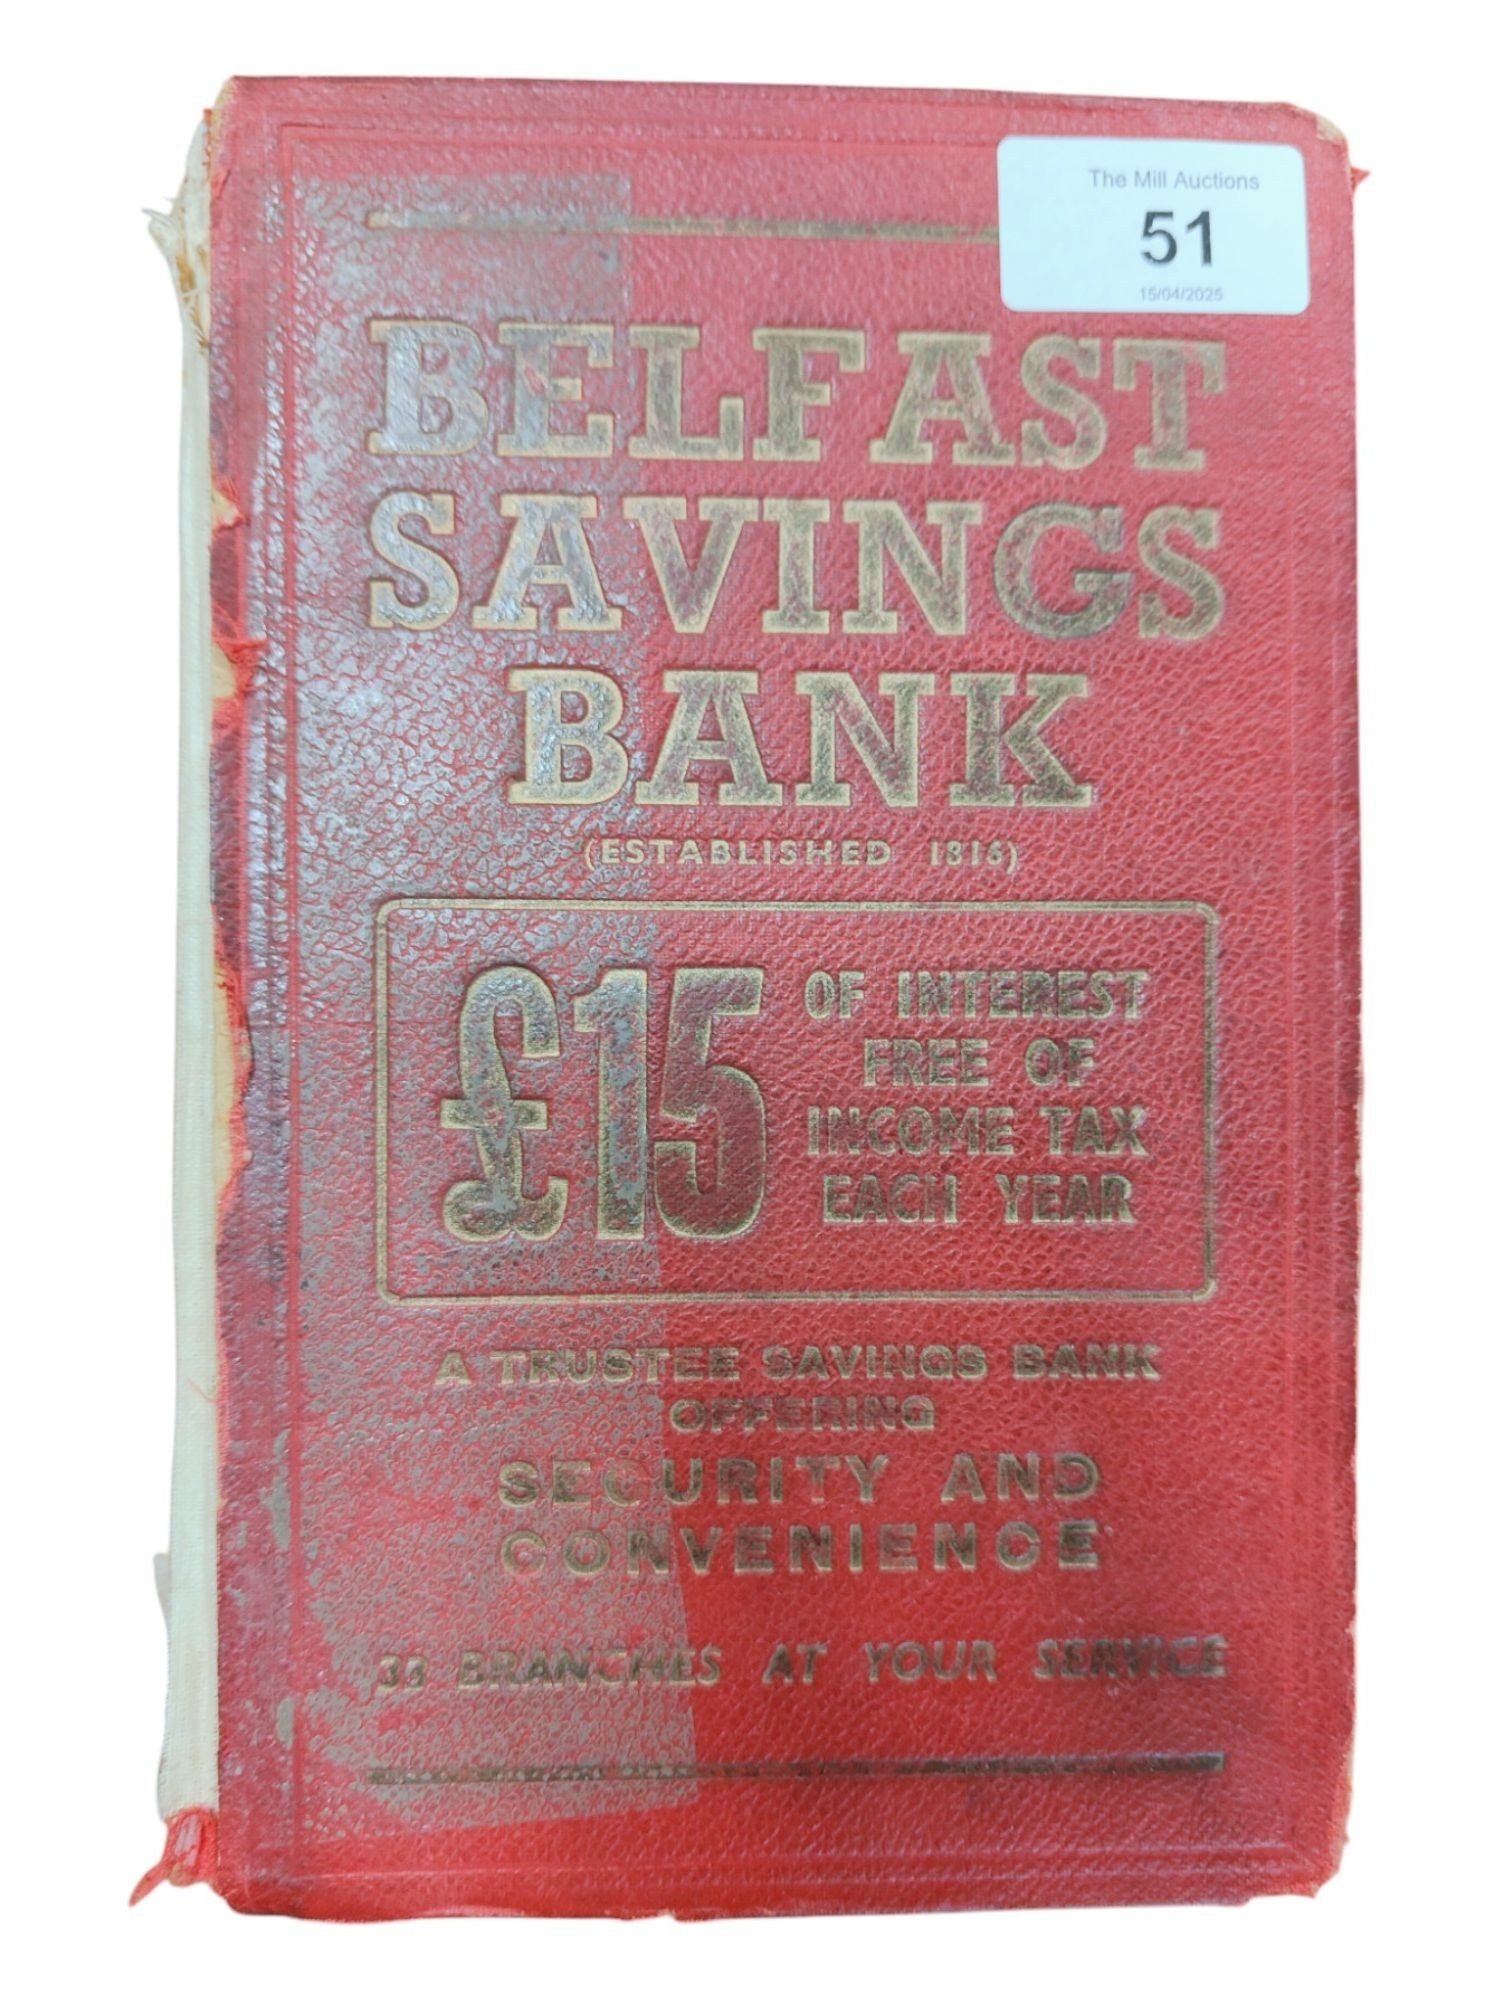 The Mill Auctions
51
15/04/2025
BELFAST
SAVINGS
BANK
(ESTABLISHED 1816)
£15
OF INTEREST
FREE OF
INCOME TAX
EACH YEAR
A TRUSTEE SAVINGS BANK
OFFERING
SECURITY AND
CONVENIENCE
33 BRANCHES AT YOUR SERVICE